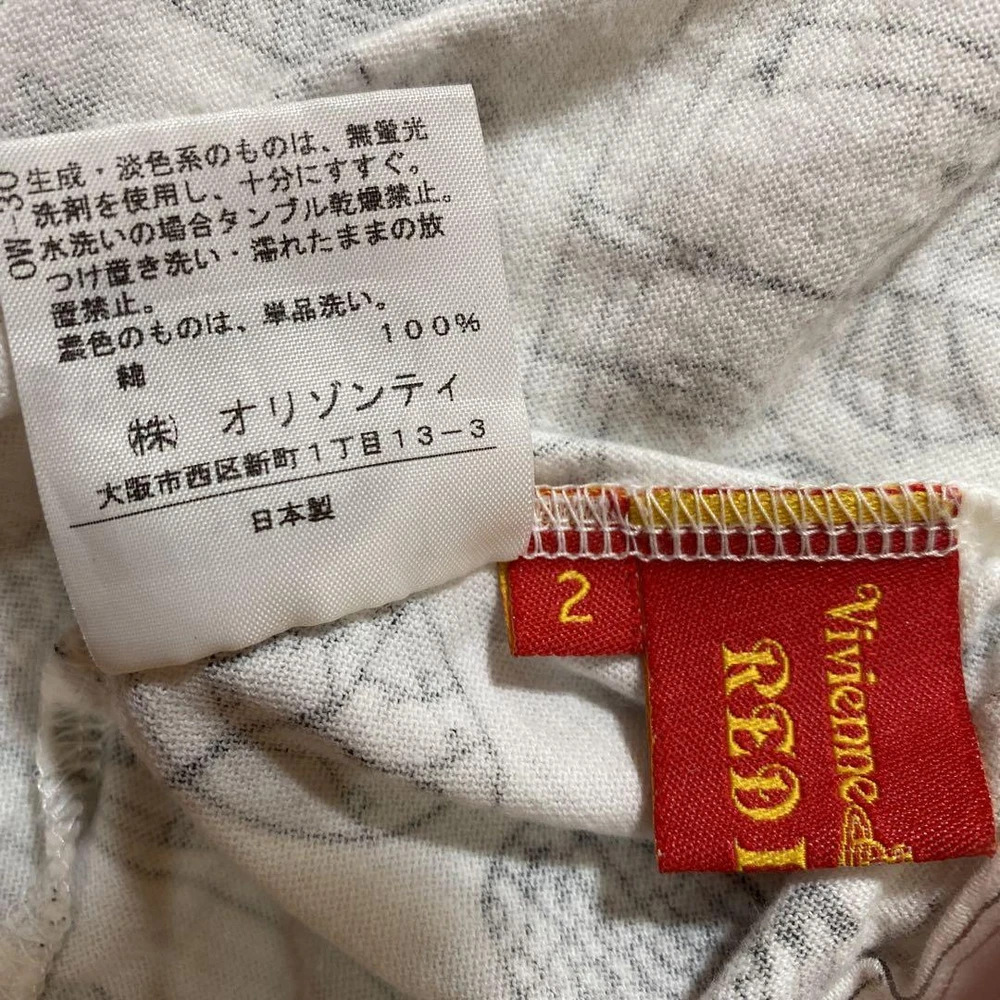 生成・淡色系のものは、無蛍光
洗剤を使用し、十分にすすぐ。
水洗いの場合タンブル乾燥禁止。
つけ置き洗い・濡れたままの放
置禁止。
濃色のものは、単品洗い。
綿 100%
㈱ オリゾンティ
大阪市西区新町1丁目13-3
日本製
2
Vivienne
RED